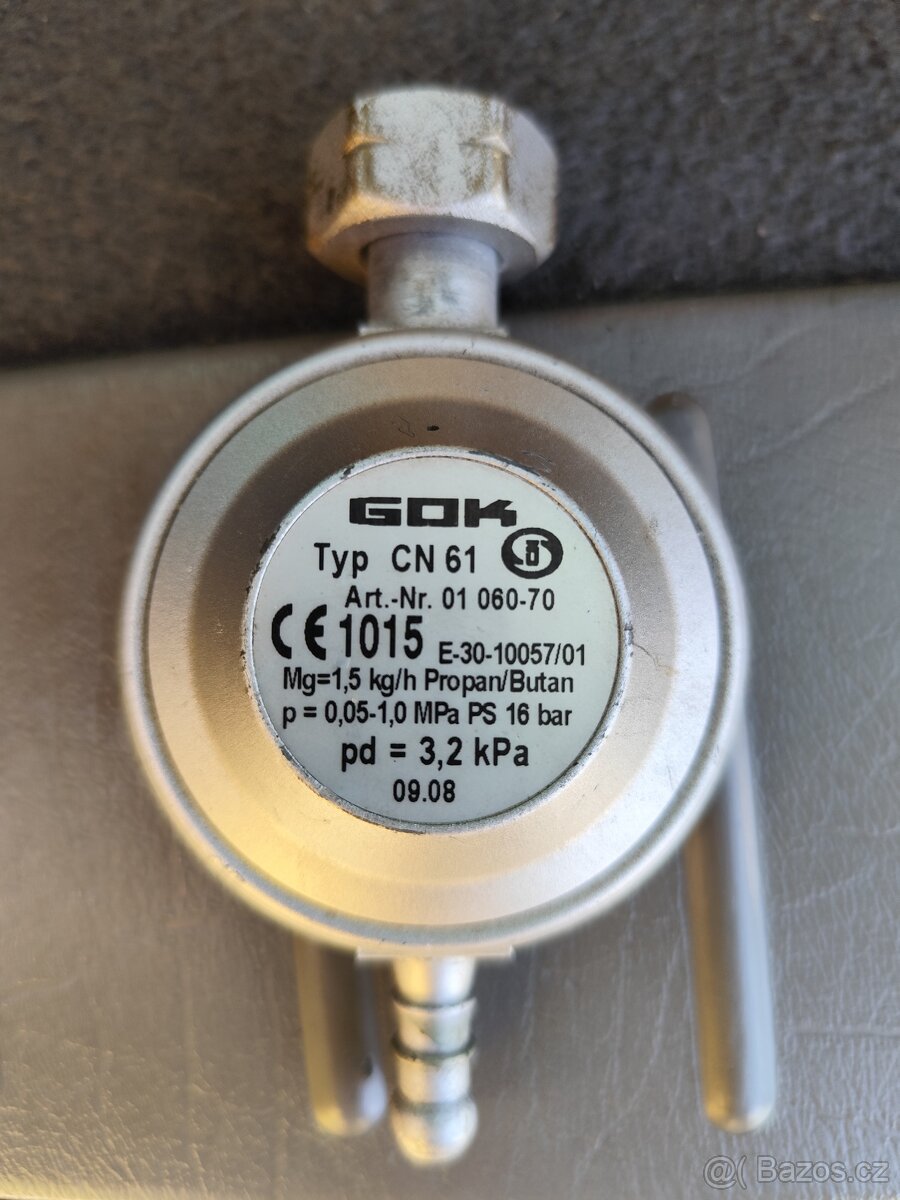 GOK
Typ CN 61
Art.-Nr. 01 060-70
CE 1015 E-30-10057/01
Mg=1,5 kg/h Propan/Butan
p = 0,05-1,0 MPa PS 16 bar
pd = 3,2 kPa
09.08
@( Bazos.cz